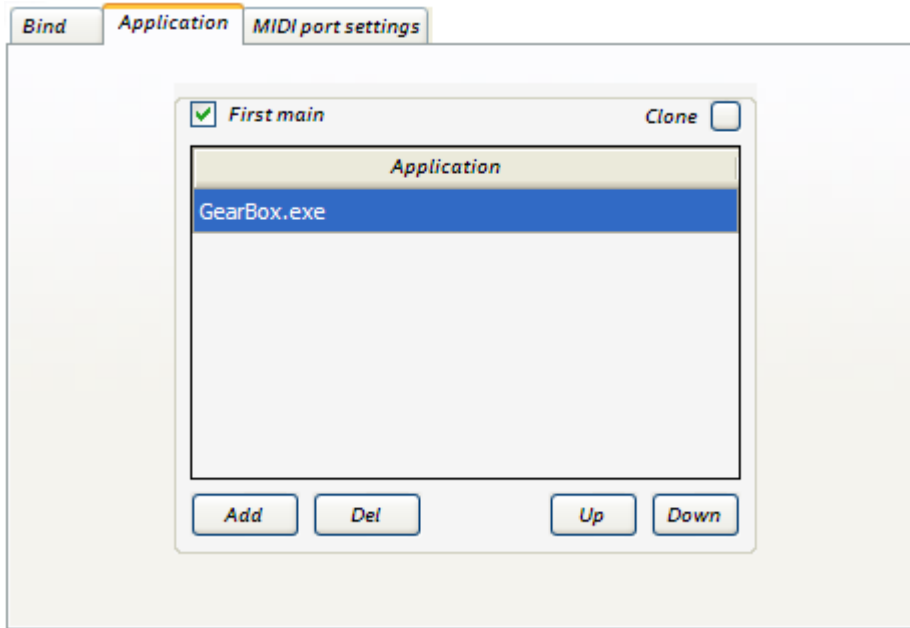 Bind Application MIDI port settings
First main Clone
Application
GearBox.exe
Add Del Up Down